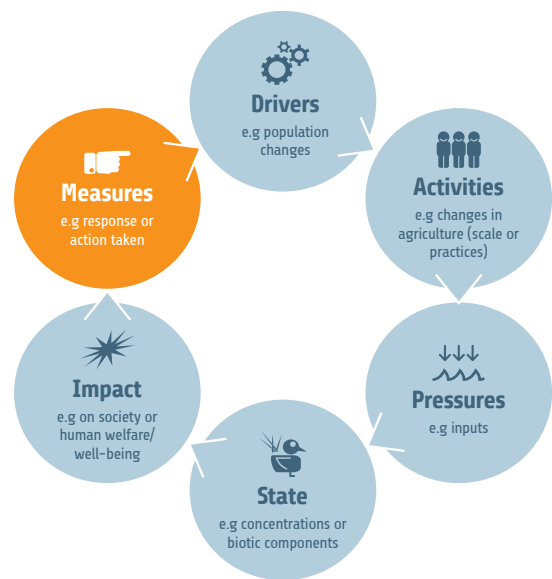 Drivers
e.g population
changes
Activities
e.g changes in
agriculture (scale or
practices)
Pressures
e.g inputs
State
e.g concentrations or
biotic components
Impact
e.g on society or
human welfare/
well-being
Measures
e.g response or
action taken